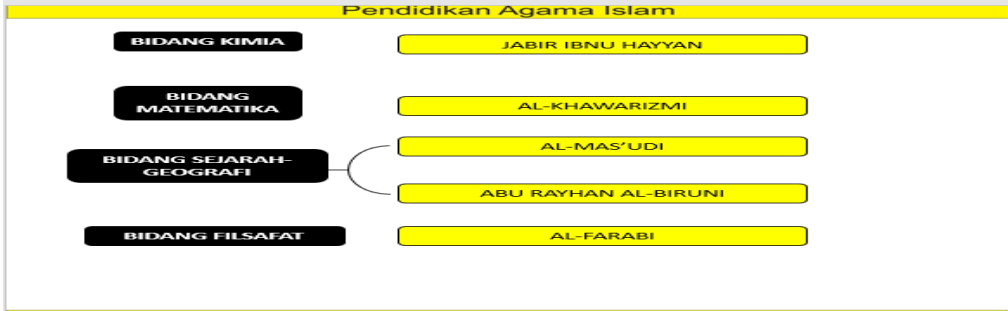 Pendidikan Agama Islam
BIDANG KIMIA
JABIR IBNU HAYYAN
BIDANG
MATEMATIKA
AL-KHAWARIZMI
BIDANG SEJARAH-
GEOGRAFI
AL-MAS’UDI
ABU RAYHAN AL-BIRUNI
BIDANG FILSAFAT
AL-FARABI